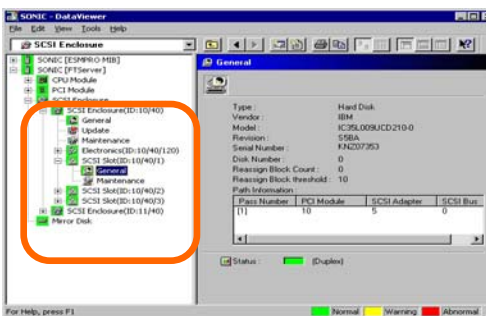 SONIC - DataViewer
File Edit View Tools Help
SCSI Enclosure
SONIC [ESMPRO MIB]
SONIC [FTServer]
CPU Module
PCI Module
SCSI Enclosure
SCSI Enclosure(ID:10/40)
General
Update
Maintenance
Electronics(ID:10/40/120)
SCSI Slot(ID:10/40/1)
General
Maintenance
SCSI Slot(ID:10/40/2)
SCSI Slot(ID:10/40/3)
SCSI Enclosure(ID:11/40)
Mirror Disk
General
Type : Hard Disk
Vendor : IBM
Model : IC35L009UCD210-0
Revision : S5BA
Serial Number : KNZ07353
Disk Number : 0
Reassign Block Count : 0
Reassign Block threshold : 10
Path Information :
Pass Number PCI Module SCSI Adapter SCSI Bus
[1] 10 5 0
Status : (Duplex)
For Help, press F1
Normal Warning Abnormal